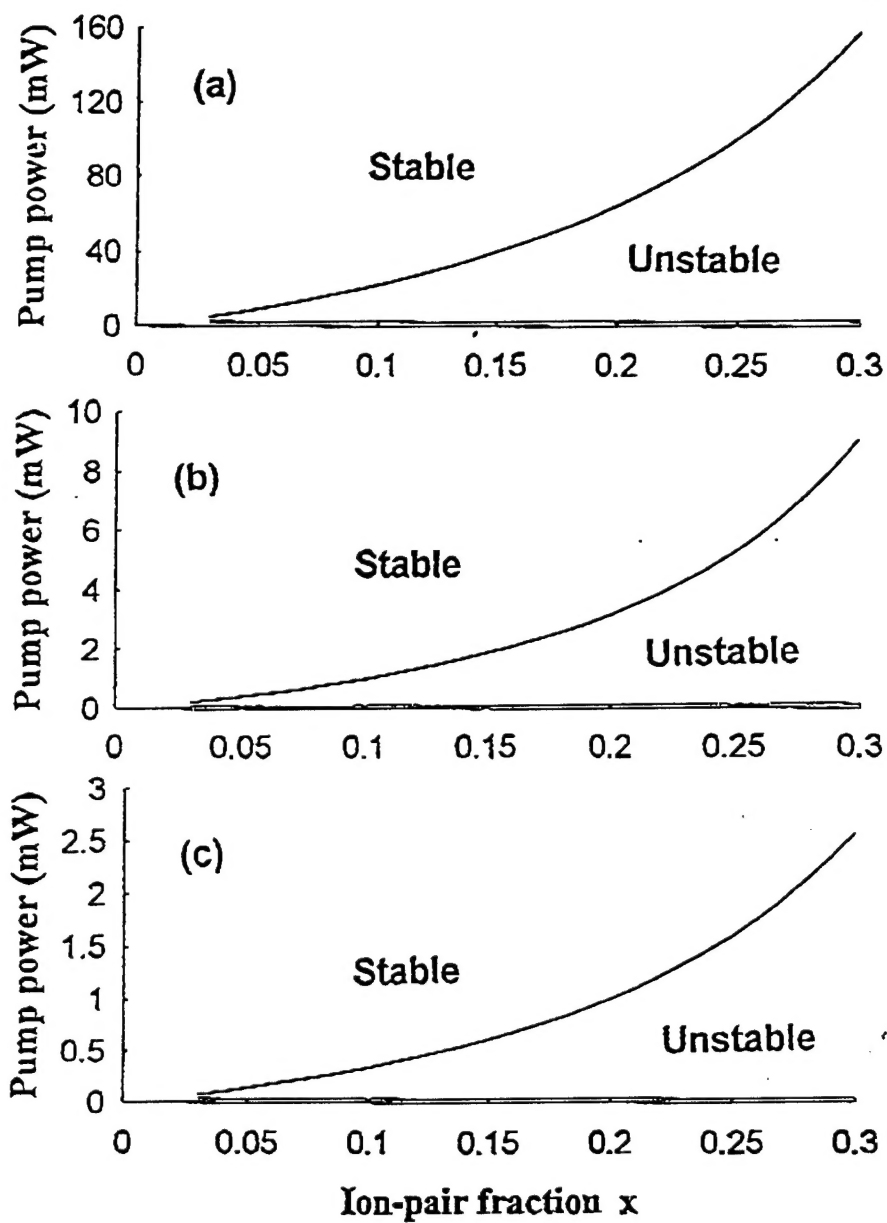 Pump power (mW)
160
120
80
40
0
(a)
Stable
Unstable
0 0.05 0.1 0.15 0.2 0.25 0.3
Pump power (mW)
10
8
6
4
2
0
(b)
Stable
Unstable
0 0.05 0.1 0.15 0.2 0.25 0.3
Pump power (mW)
3
2.5
2
1.5
1
0.5
0
(c)
Stable
Unstable
0 0.05 0.1 0.15 0.2 0.25 0.3
Ion-pair fraction x